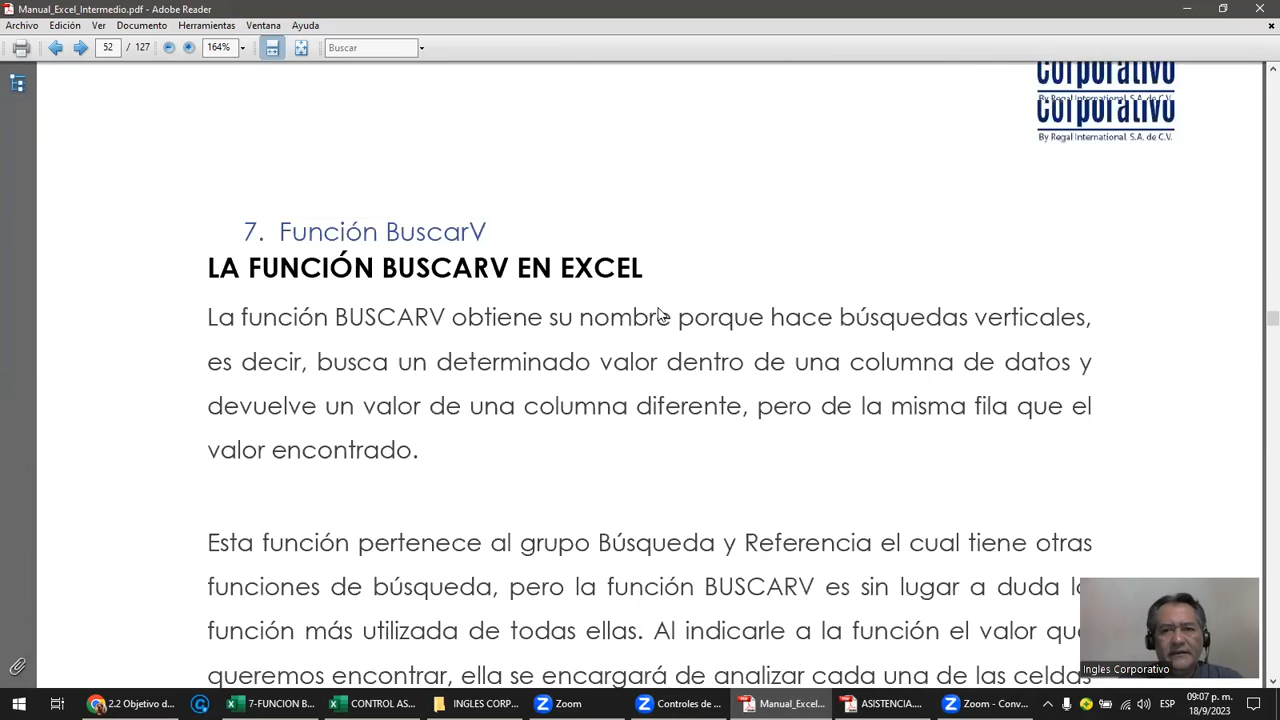 Manual_Excel_Intermedio.pdf - Adobe Reader
Archivo Edición Ver Documento Herramientas Ventana Ayuda
52 / 127 164% Buscar
corporativo
By Regal International. S.A. de C.V.
corporativo
By Regal International. S.A. de C.V.
7. Función BuscarV
LA FUNCIÓN BUSCARV EN EXCEL
La función BUSCARV obtiene su nombre porque hace búsquedas verticales,
es decir, busca un determinado valor dentro de una columna de datos y
devuelve un valor de una columna diferente, pero de la misma fila que el
valor encontrado.
Esta función pertenece al grupo Búsqueda y Referencia el cual tiene otras
funciones de búsqueda, pero la función BUSCARV es sin lugar a duda la
función más utilizada de todas ellas. Al indicarle a la función el valor que
queremos encontrar, ella se encargará de analizar cada una de las celdas
Ingles Corporativo
2.2 Objetivo d... 7-FUNCION B... CONTROL AS... INGLES CORP... Zoom Controles de ... Manual_Excel... ASISTENCIA.... Zoom - Conv... ESP
09:07 p. m.
18/9/2023